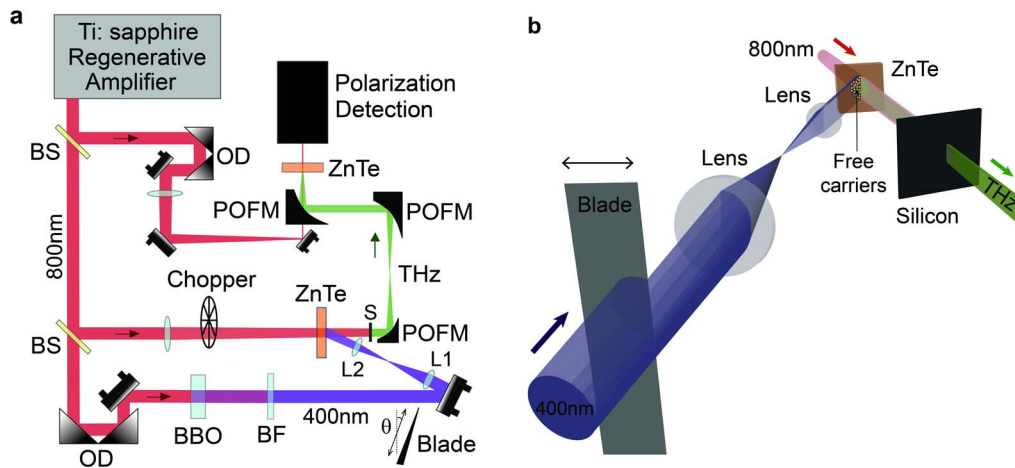 a
Ti: sapphire
Regenerative
Amplifier
Polarization
Detection
BS
OD
ZnTe
POFM
POFM
800nm
THz
Chopper
ZnTe
S
POFM
BS
L2
L1
400nm
θ
BBO
BF
Blade
OD
b
800nm
ZnTe
Lens
Lens
Free
carriers
Blade
Silicon
THz
400nm